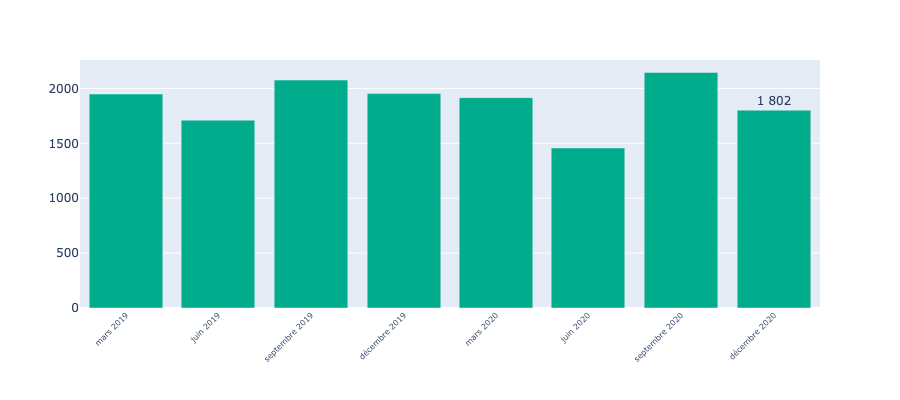 2000
1500
1000
500
0
1 802
mars 2019
juin 2019
septembre 2019
décembre 2019
mars 2020
juin 2020
septembre 2020
décembre 2020